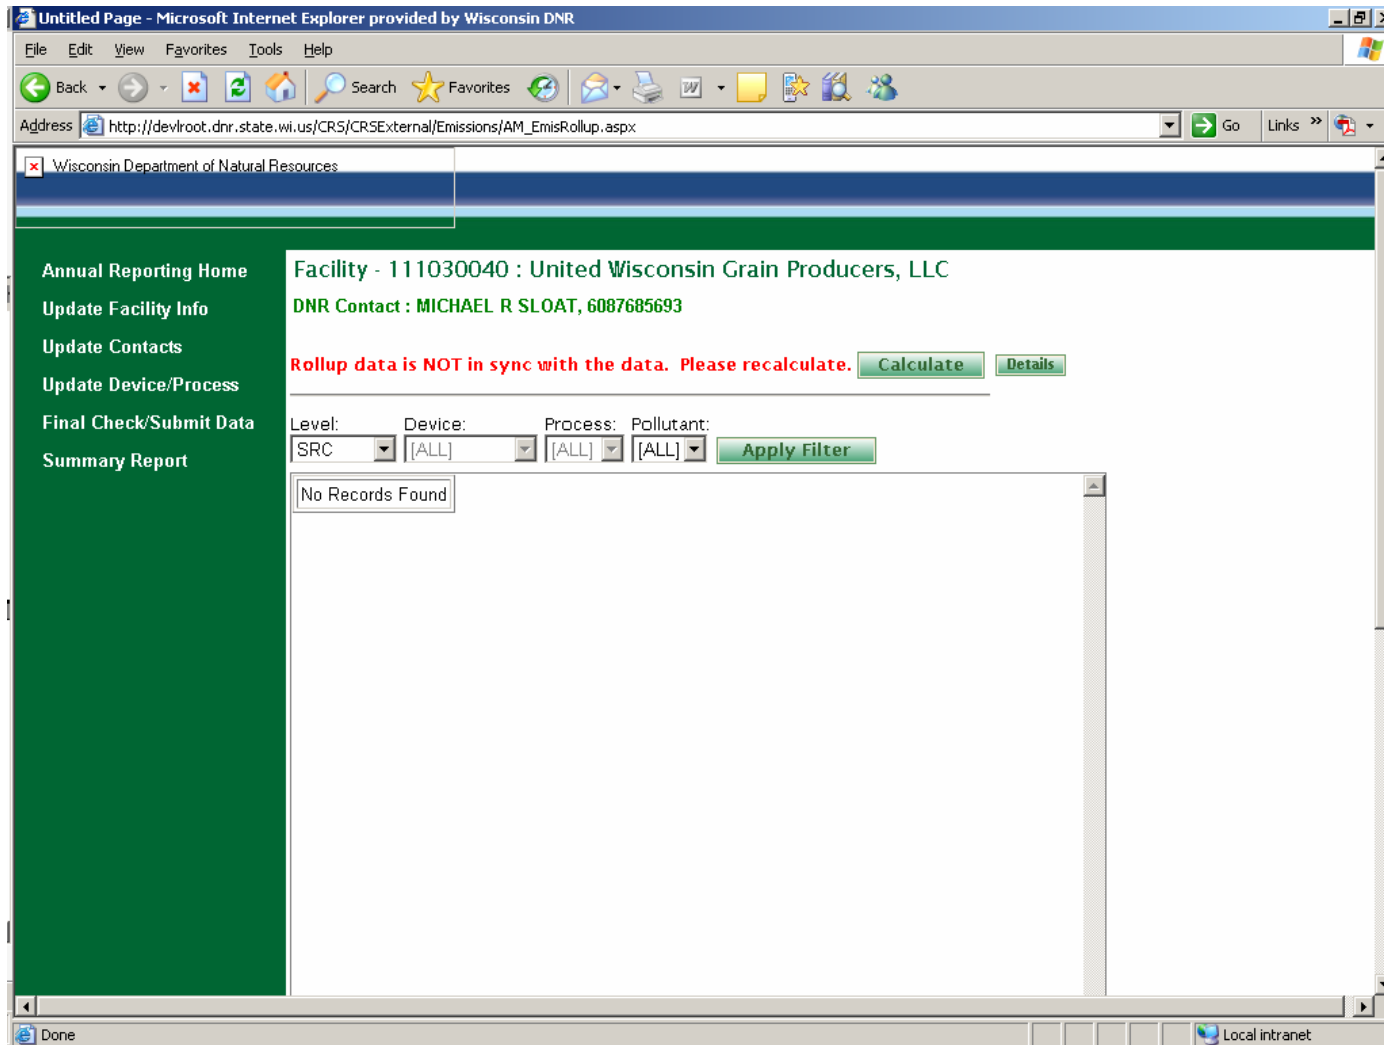 Untitled Page - Microsoft Internet Explorer provided by Wisconsin DNR
File Edit View Favorites Tools Help
Back Search Favorites
Address http://devlroot.dnr.state.wi.us/CRS/CRSExternal/Emissions/AM_EmisRollup.aspx Go Links »
Wisconsin Department of Natural Resources
Annual Reporting Home
Update Facility Info
Update Contacts
Update Device/Process
Final Check/Submit Data
Summary Report
Facility - 111030040 : United Wisconsin Grain Producers, LLC
DNR Contact : MICHAEL R SLOAT, 6087685693
Rollup data is NOT in sync with the data. Please recalculate. Calculate Details
Level: Device: Process: Pollutant:
SRC [ALL] [ALL] [ALL] Apply Filter
No Records Found
Done Local intranet